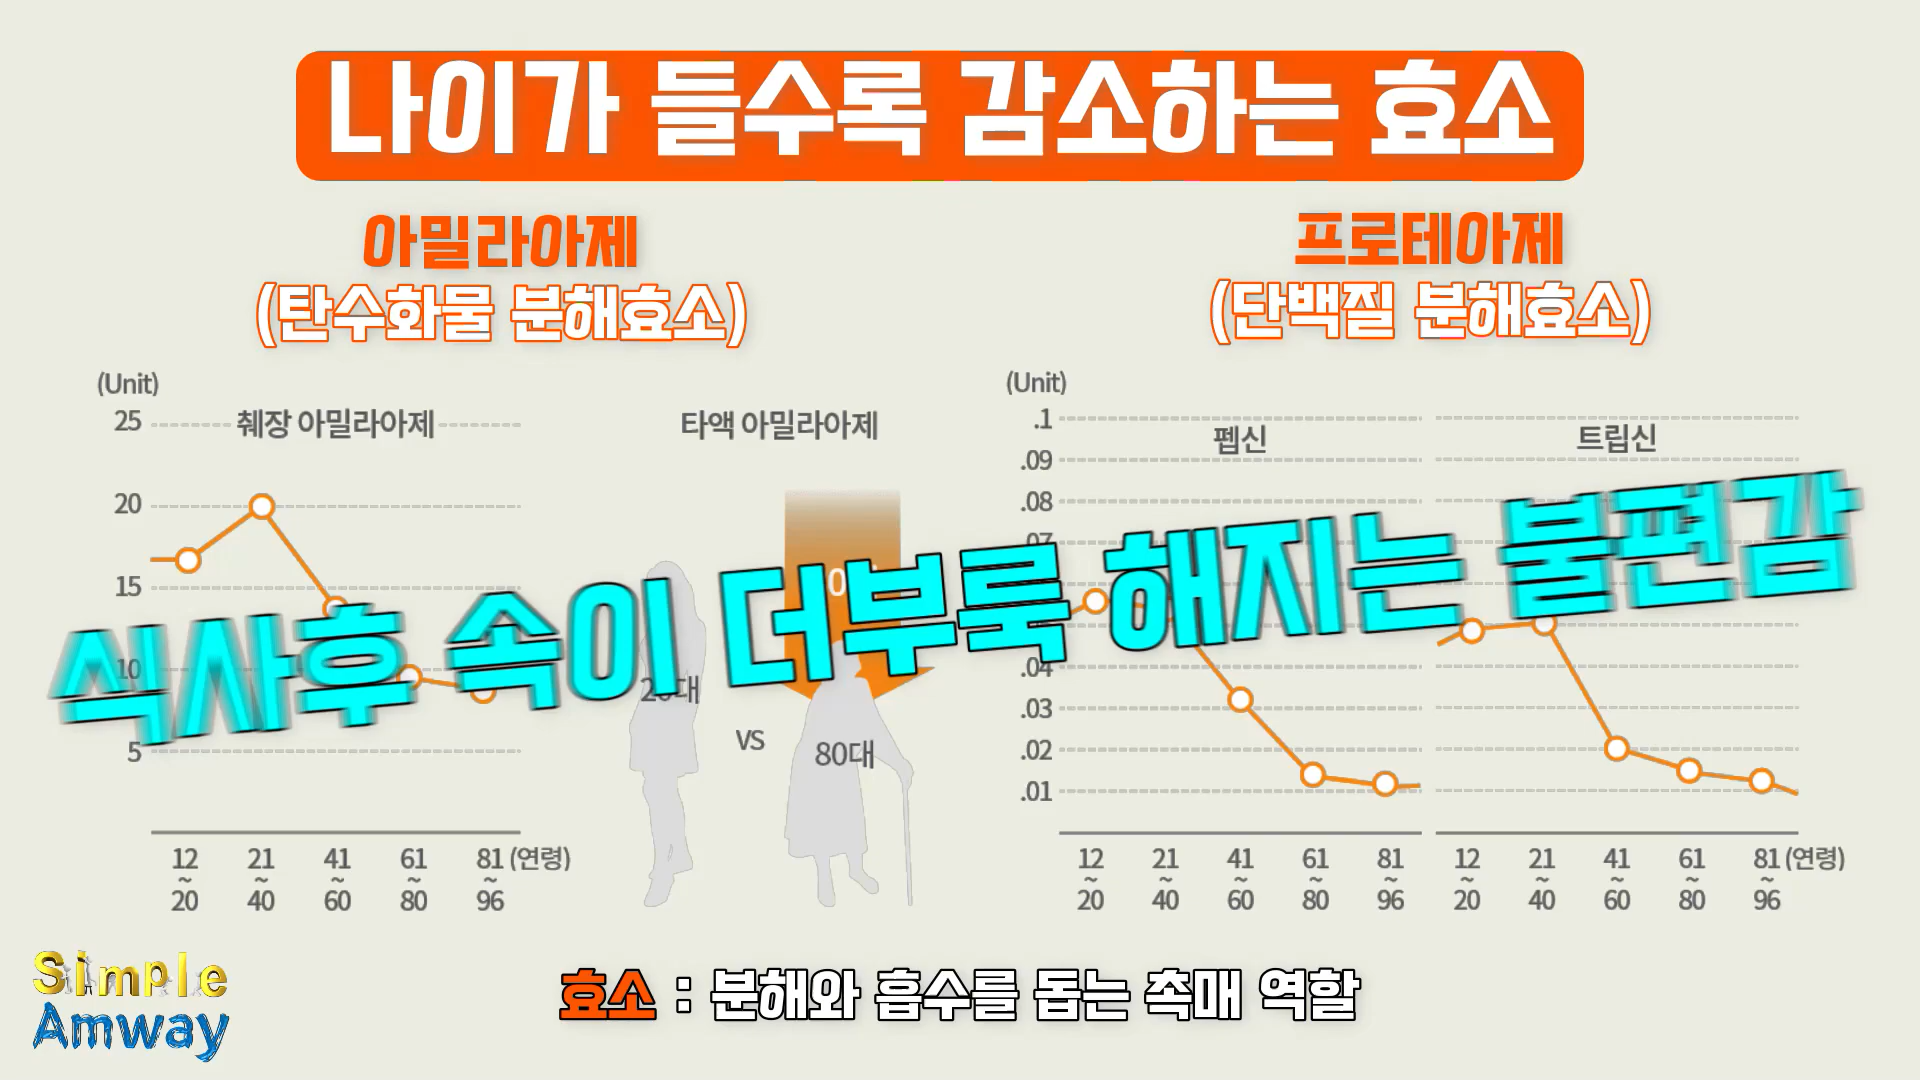 나이가 들수록 감소하는 효소
아밀라아제
(탄수화물 분해효소)
프로테아제
(단백질 분해효소)
(Unit)
췌장 아밀라아제
25
20
15
10
5
12~20
21~40
41~60
61~80
81~96
(연령)
타액 아밀라아제
20대
VS
80대
(Unit)
펩신
트립신
.1
.09
.08
.04
.03
.02
.01
12~20
21~40
41~60
61~80
81~96
12~20
21~40
41~60
61~80
81~96
(연령)
식사후 속이 더부룩 해지는 불편감
효소 : 분해와 흡수를 돕는 촉매 역할
Simple
Amway